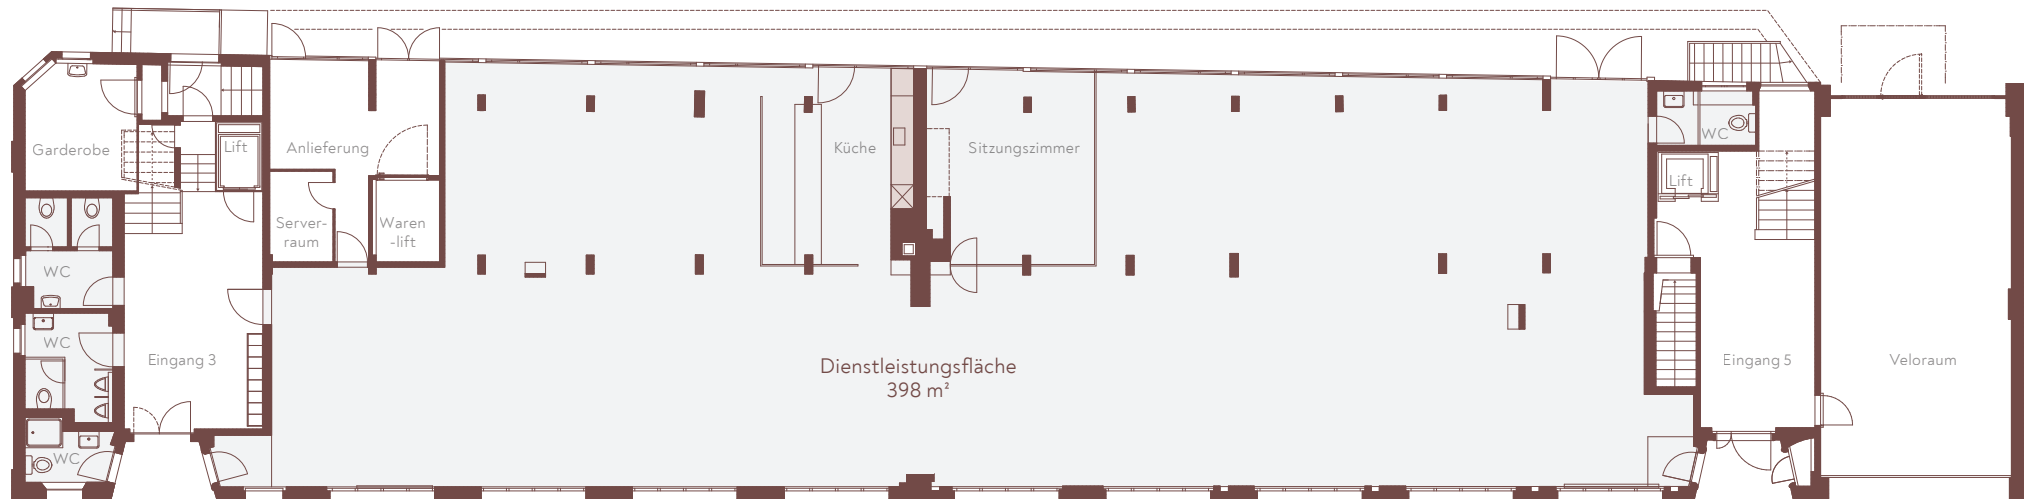 Garderobe
Lift
Anlieferung
Küche
Sitzungszimmer
WC
Lift
Server-
raum
Waren
-lift
WC
WC
Eingang 3
Dienstleistungsfläche
398 m²
Eingang 5
Veloraum
WC